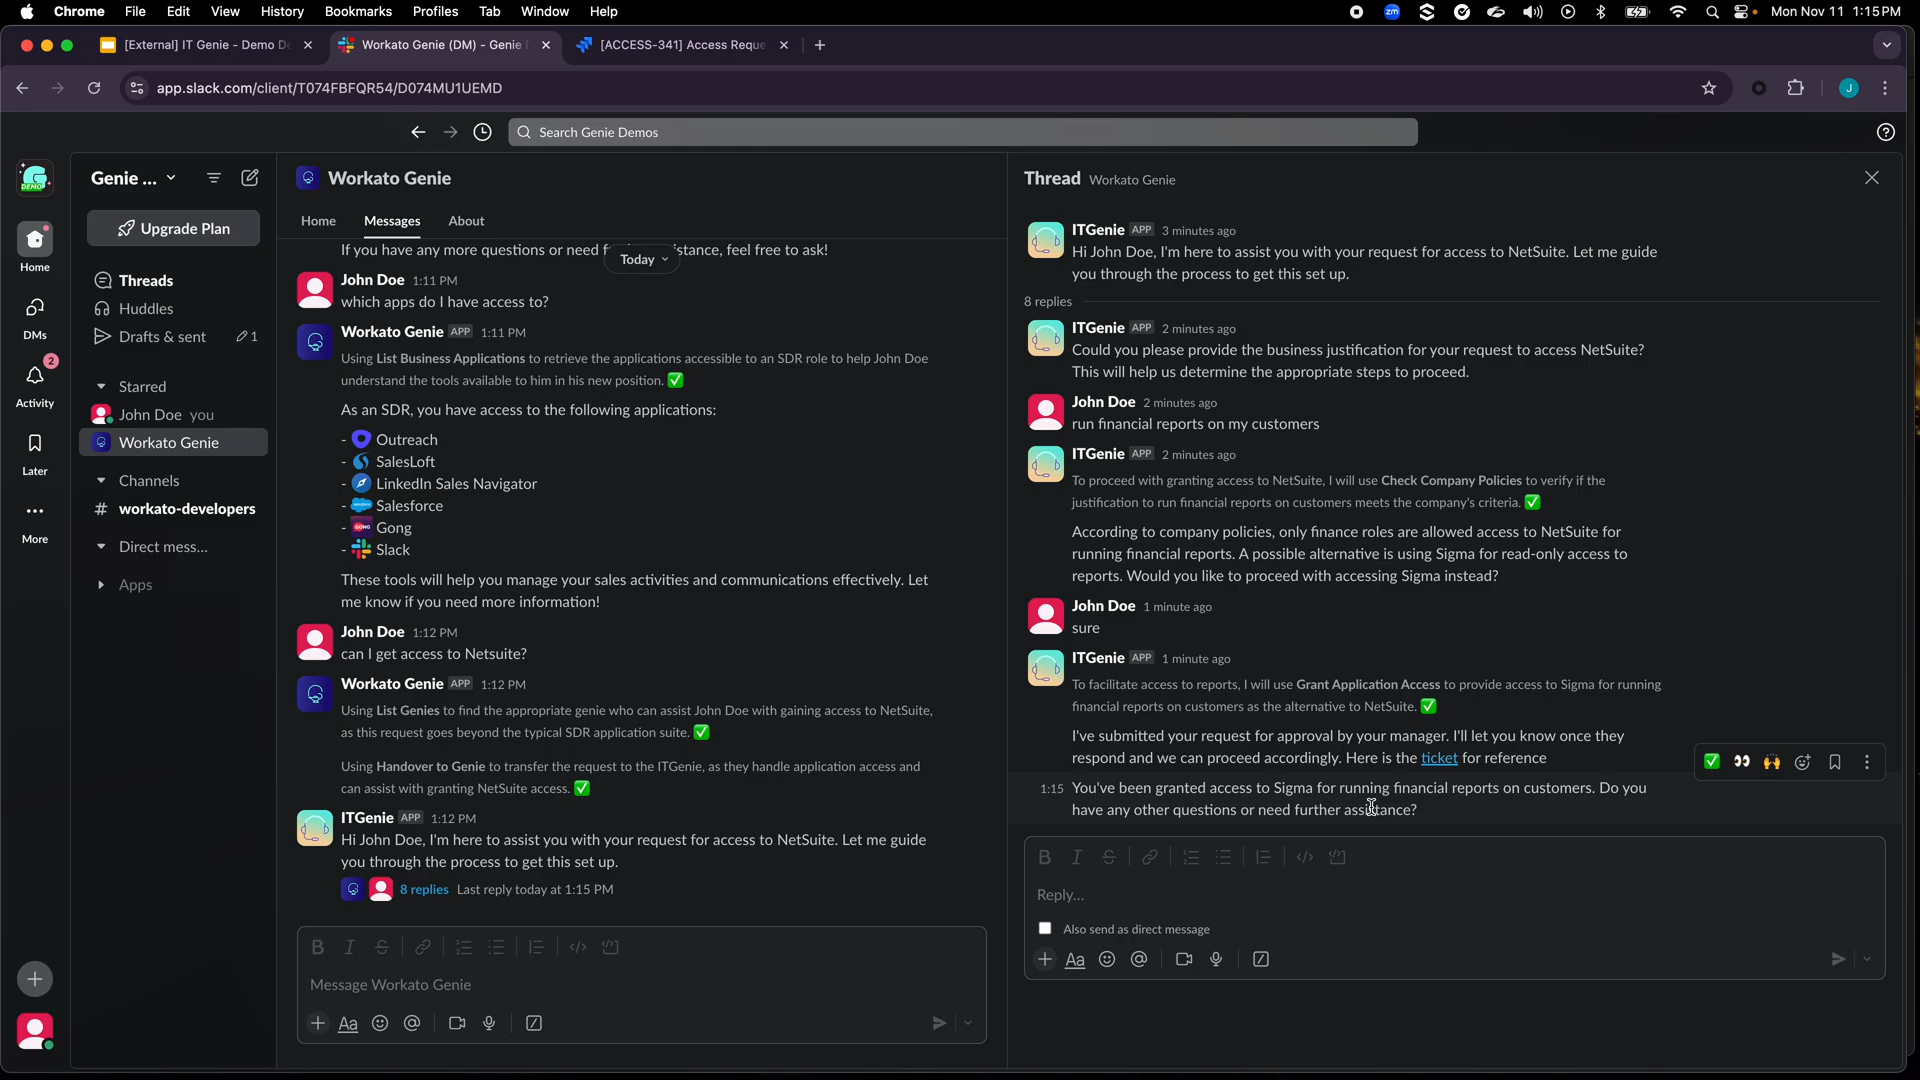 Chrome File Edit View History Bookmarks Profiles Tab Window Help
zm
Mon Nov 11 1:15 PM
[External] IT Genie - Demo D
Workato Genie (DM) - Genie
[ACCESS-341] Access Reque
app.slack.com/client/T074FBFQR54/D074MU1UEMD
J
Search Genie Demos
DEMO
Home
DMs
2
Activity
Later
More
Genie ...
Upgrade Plan
Threads
Huddles
Drafts & sent 1
Starred
John Doe you
Workato Genie
Channels
# workato-developers
Direct mess...
Apps
Workato Genie
Home Messages About
If you have any more questions or need f stance, feel free to ask!
Today
John Doe 1:11 PM
which apps do I have access to?
Workato Genie APP 1:11 PM
Using List Business Applications to retrieve the applications accessible to an SDR role to help John Doe
understand the tools available to him in his new position. ✅
As an SDR, you have access to the following applications:
- Outreach
- SalesLoft
- LinkedIn Sales Navigator
- Salesforce
- Gong
- Slack
These tools will help you manage your sales activities and communications effectively. Let
me know if you need more information!
John Doe 1:12 PM
can I get access to Netsuite?
Workato Genie APP 1:12 PM
Using List Genies to find the appropriate genie who can assist John Doe with gaining access to NetSuite,
as this request goes beyond the typical SDR application suite. ✅
Using Handover to Genie to transfer the request to the ITGenie, as they handle application access and
can assist with granting NetSuite access. ✅
ITGenie APP 1:12 PM
Hi John Doe, I'm here to assist you with your request for access to NetSuite. Let me guide
you through the process to get this set up.
8 replies Last reply today at 1:15 PM
Message Workato Genie
Thread Workato Genie
ITGenie APP 3 minutes ago
Hi John Doe, I'm here to assist you with your request for access to NetSuite. Let me guide
you through the process to get this set up.
8 replies
ITGenie APP 2 minutes ago
Could you please provide the business justification for your request to access NetSuite?
This will help us determine the appropriate steps to proceed.
John Doe 2 minutes ago
run financial reports on my customers
ITGenie APP 2 minutes ago
To proceed with granting access to NetSuite, I will use Check Company Policies to verify if the
justification to run financial reports on customers meets the company's criteria. ✅
According to company policies, only finance roles are allowed access to NetSuite for
running financial reports. A possible alternative is using Sigma for read-only access to
reports. Would you like to proceed with accessing Sigma instead?
John Doe 1 minute ago
sure
ITGenie APP 1 minute ago
To facilitate access to reports, I will use Grant Application Access to provide access to Sigma for running
financial reports on customers as the alternative to NetSuite. ✅
I've submitted your request for approval by your manager. I'll let you know once they
respond and we can proceed accordingly. Here is the ticket for reference
1:15 You've been granted access to Sigma for running financial reports on customers. Do you
have any other questions or need further assistance?
Reply...
Also send as direct message